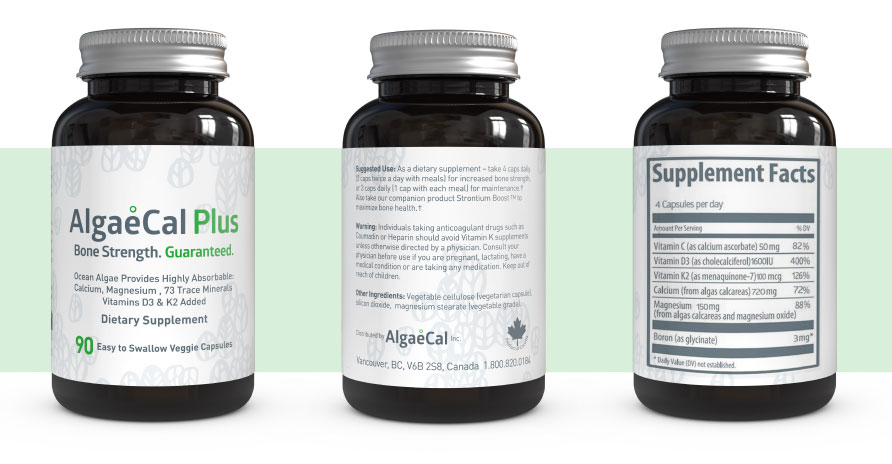 AlgaeCal Plus
Bone Strength. Guaranteed.
Ocean Algae Provides Highly Absorbable:
Calcium, Magnesium , 73 Trace Minerals
Vitamins D3 & K2 Added
Dietary Supplement
90 Easy to Swallow Veggie Capsules
Suggested Use: As a dietary supplement – take 4 caps daily
(2 caps twice a day with meals) for increased bone strength,
or 3 caps daily (1 cap with each meal) for maintenance.†
Also take our companion product Strontium Boost™ to
maximize bone health.†
Warning: Individuals taking anticoagulant drugs such as
Coumadin or Heparin should avoid Vitamin K supplements
unless otherwise directed by a physician. Consult your
physician before use if you are pregnant, lactating, have a
medical condition or are taking any medication. Keep out of
reach of children.
Other Ingredients: Vegetable cellulose (vegetarian capsule),
silicon dioxide, magnesium stearate (vegetable grade).
Distributed by AlgaeCal Inc.
Vancouver, BC, V6B 2S8, Canada 1.800.820.0184
Supplement Facts
4 Capsules per day
Amount Per Serving % DV
Vitamin C (as calcium ascorbate) 50 mg 82%
Vitamin D3 (as cholecalciferol)1600IU 400%
Vitamin K2 (as menaquinone-7) 100 mcg 126%
Calcium (from algas calcareas) 720 mg 72%
Magnesium 150mg 88%
(from algas calcareas and magnesium oxide)
Boron (as glycinate) 3mg*
* Daily Value (DV) not established.